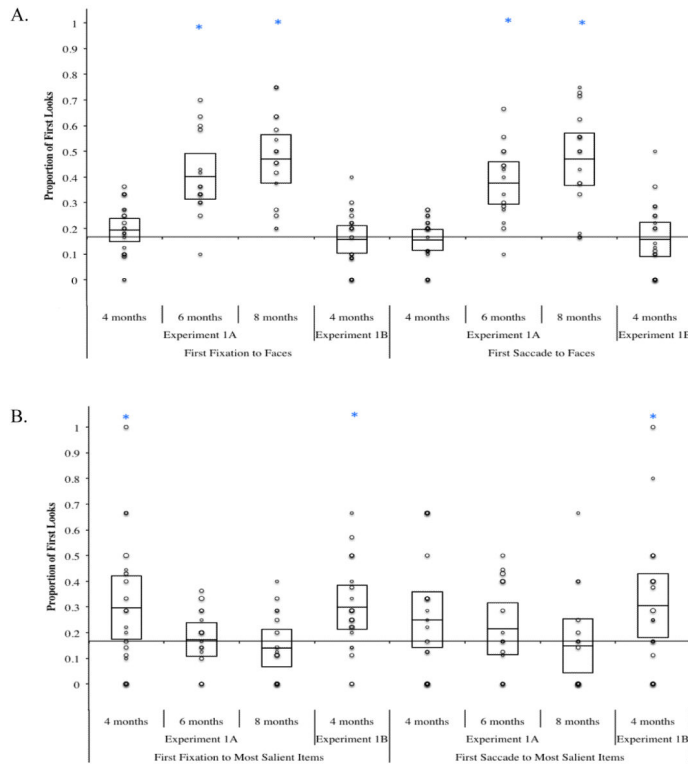 A.
* * * *
Proportion of First Looks
1
0.9
0.8
0.7
0.6
0.5
0.4
0.3
0.2
0.1
0
4 months 6 months 8 months 4 months 4 months 6 months 8 months 4 months
Experiment 1A Experiment 1B Experiment 1A Experiment 1B
First Fixation to Faces First Saccade to Faces
B.
* * *
Proportion of First Looks
1
0.9
0.8
0.7
0.6
0.5
0.4
0.3
0.2
0.1
0
4 months 6 months 8 months 4 months 4 months 6 months 8 months 4 months
Experiment 1A Experiment 1B Experiment 1A Experiment 1B
First Fixation to Most Salient Items First Saccade to Most Salient Items